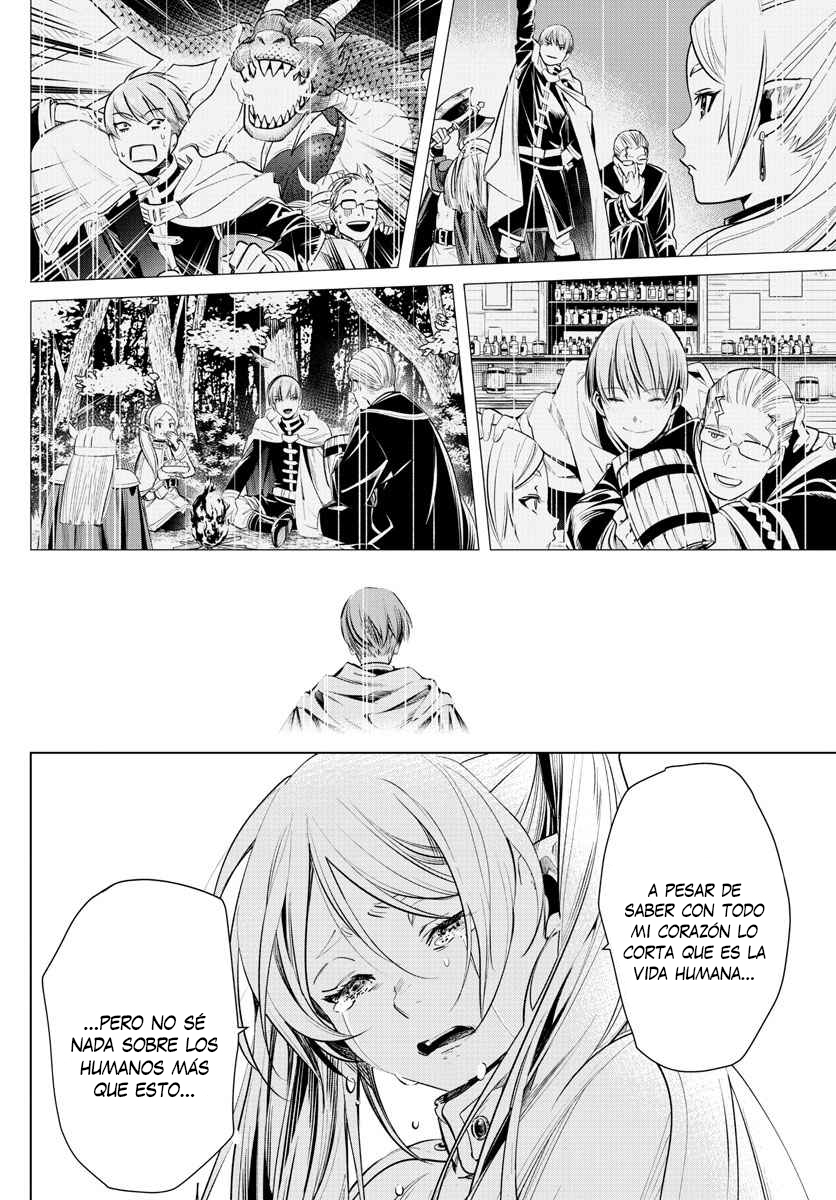 A PESAR DE
SABER CON TODO
MI CORAZÓN LO
CORTA QUE ES LA
VIDA HUMANA...
...PERO NO SÉ
NADA SOBRE LOS
HUMANOS MÁS
QUE ESTO...